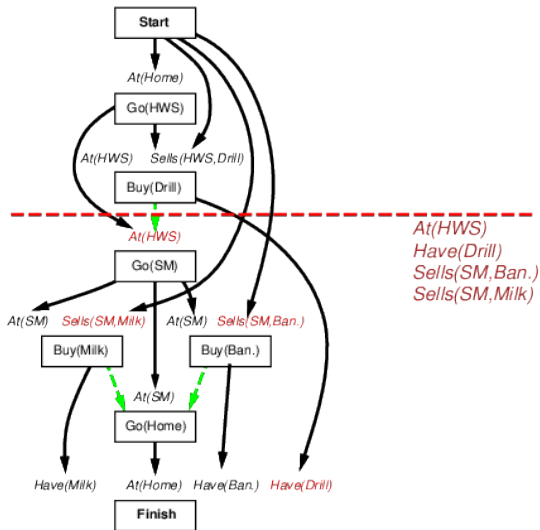 Start
At(Home)
Go(HWS)
At(HWS) Sells(HWS,Drill)
Buy(Drill)
At(HWS)
At(HWS)
Have(Drill)
Sells(SM,Ban.)
Sells(SM,Milk)
Go(SM)
At(SM) Sells(SM,Milk) At(SM) Sells(SM,Ban.)
Buy(Milk) Buy(Ban.)
At(SM)
Go(Home)
Have(Milk) At(Home) Have(Ban.) Have(Drill)
Finish